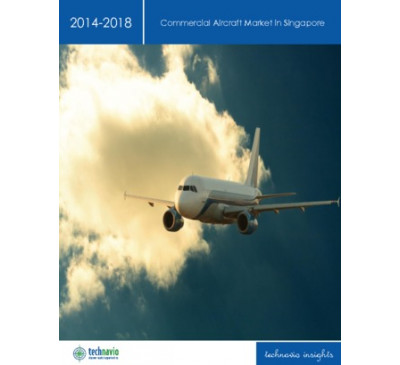 2014-2018
Commercial Aircraft Market in Singapore
technavio
technavio insights